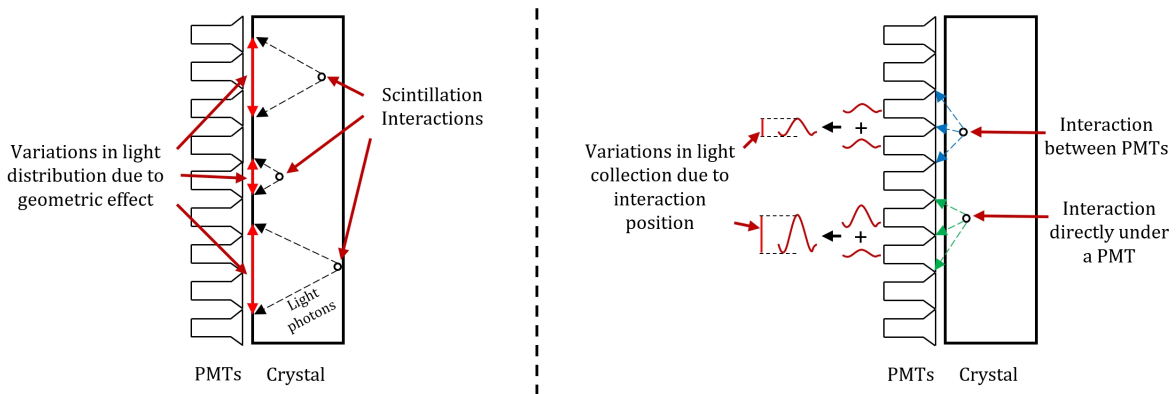 Scintillation
Interactions
Variations in light
distribution due to
geometric effect
Light
photons
PMTs
Crystal
Variations in light
collection due to
interaction
position
+
+
Interaction
between PMTs
Interaction
directly under
a PMT
PMTs
Crystal